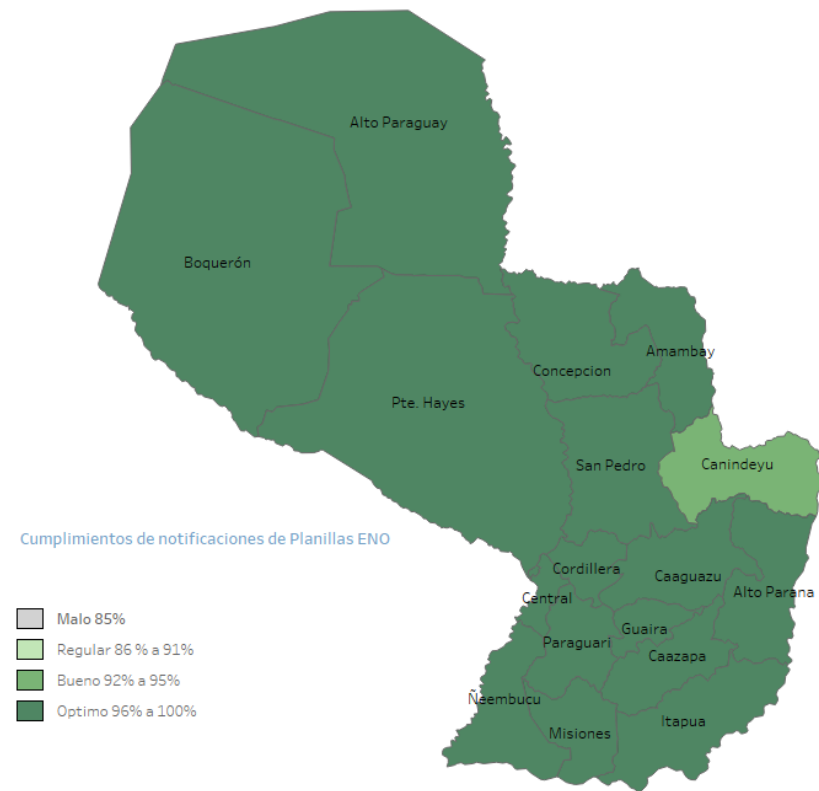 Alto Paraguay
Boquerón
Amambay
Concepcion
Pte. Hayes
San Pedro
Canindeyu
Cumplimientos de notificaciones de Planillas ENO
Cordillera
Caaguazu
Alto Parana
Central
Malo 85%
Guaira
Paraguari
Regular 86 % a 91%
Caazapa
Bueno 92% a 95%
Ñeembucu
Optimo 96% a 100%
Itapua
Misiones